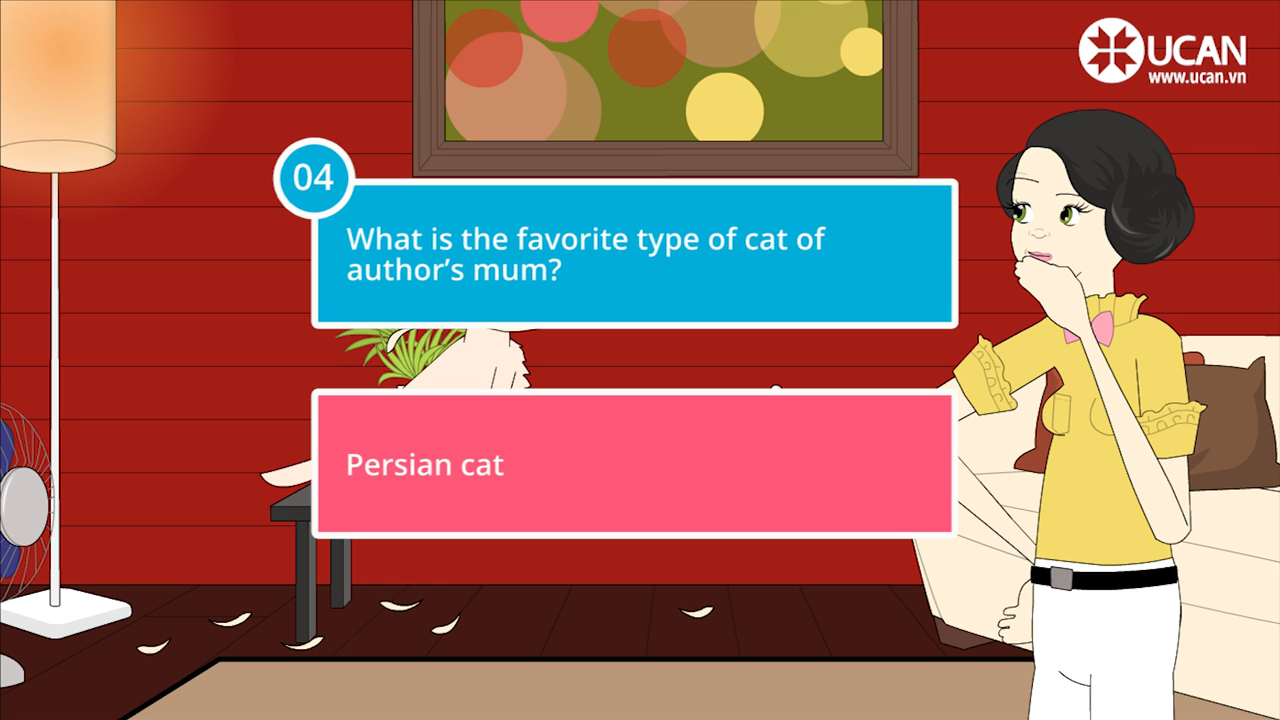 UCAN
www.ucan.vn
04
What is the favorite type of cat of
author’s mum?
Persian cat